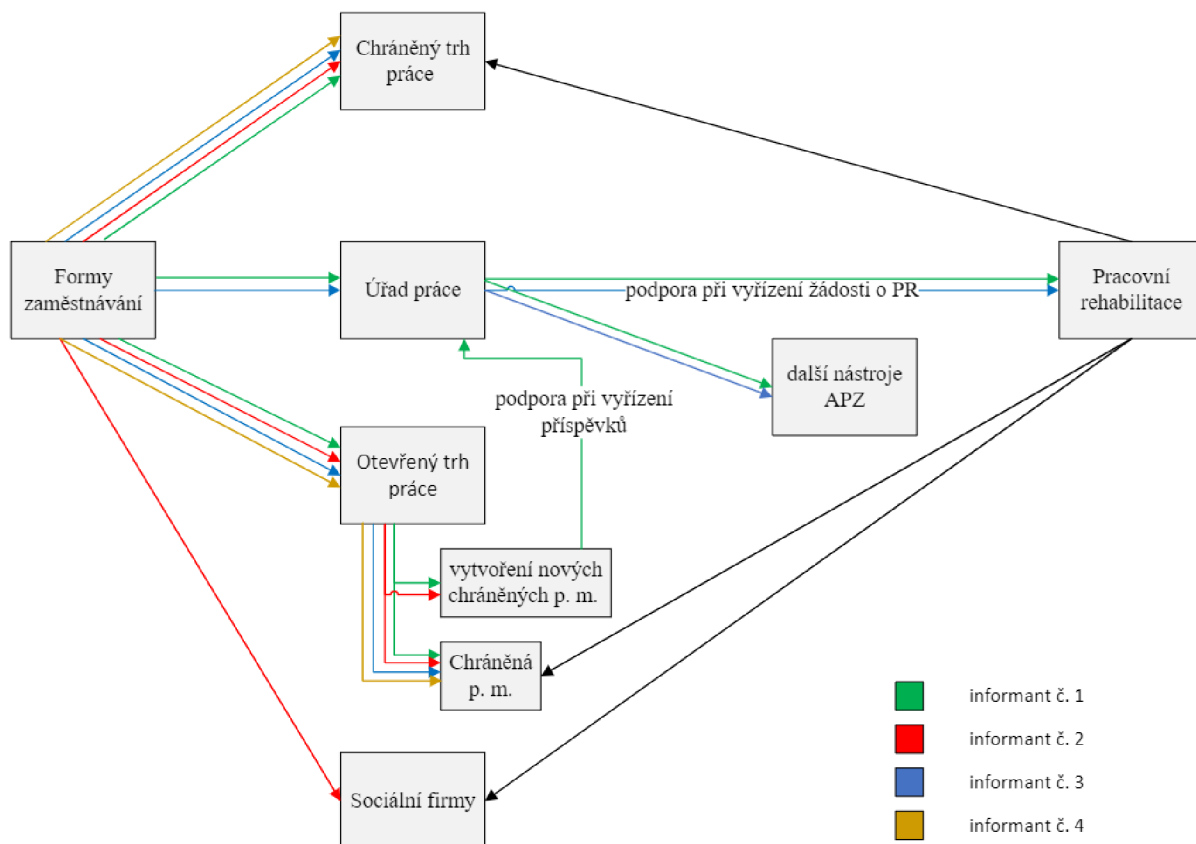 Chráněný trh
práce
Formy
zaměstnávání
Úřad práce
podpora při vyřízení žádosti o PR
Pracovní
rehabilitace
další nástroje
APZ
podpora při vyřízení
příspěvků
Otevřený trh
práce
vytvoření nových
chráněných p. m.
Chráněná
p. m.
Sociální firmy
informant č. 1
informant č. 2
informant č. 3
informant č. 4